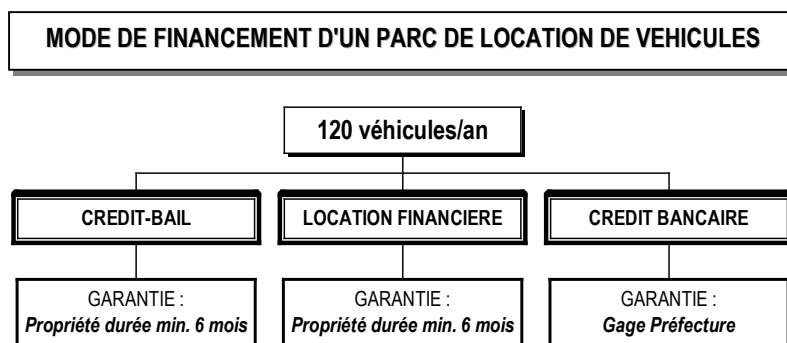 MODE DE FINANCEMENT D'UN PARC DE LOCATION DE VEHICULES
120 véhicules/an
CREDIT-BAIL
LOCATION FINANCIERE
CREDIT BANCAIRE
GARANTIE :
Propriété durée min. 6 mois
GARANTIE :
Propriété durée min. 6 mois
GARANTIE :
Gage Préfecture